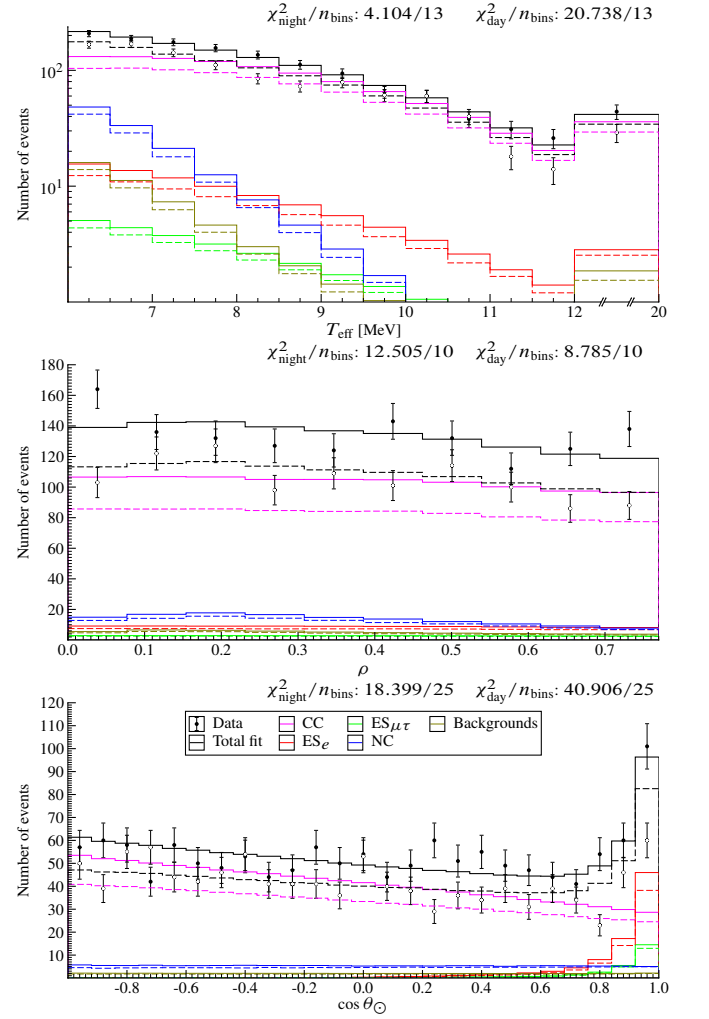 χ²night/nbins: 4.104/13 χ²day/nbins: 20.738/13
Number of events
10²
10¹
7 8 9 10 11 12 20
Teff [MeV]
χ²night/nbins: 12.505/10 χ²day/nbins: 8.785/10
Number of events
180
160
140
120
100
80
60
40
20
0.0 0.1 0.2 0.3 0.4 0.5 0.6 0.7
ρ
χ²night/nbins: 18.399/25 χ²day/nbins: 40.906/25
Number of events
120
110
100
90
80
70
60
50
40
30
20
10
Data CC ESμτ Backgrounds
Total fit ESe NC
-0.8 -0.6 -0.4 -0.2 0.0 0.2 0.4 0.6 0.8 1.0
cos θ⊙